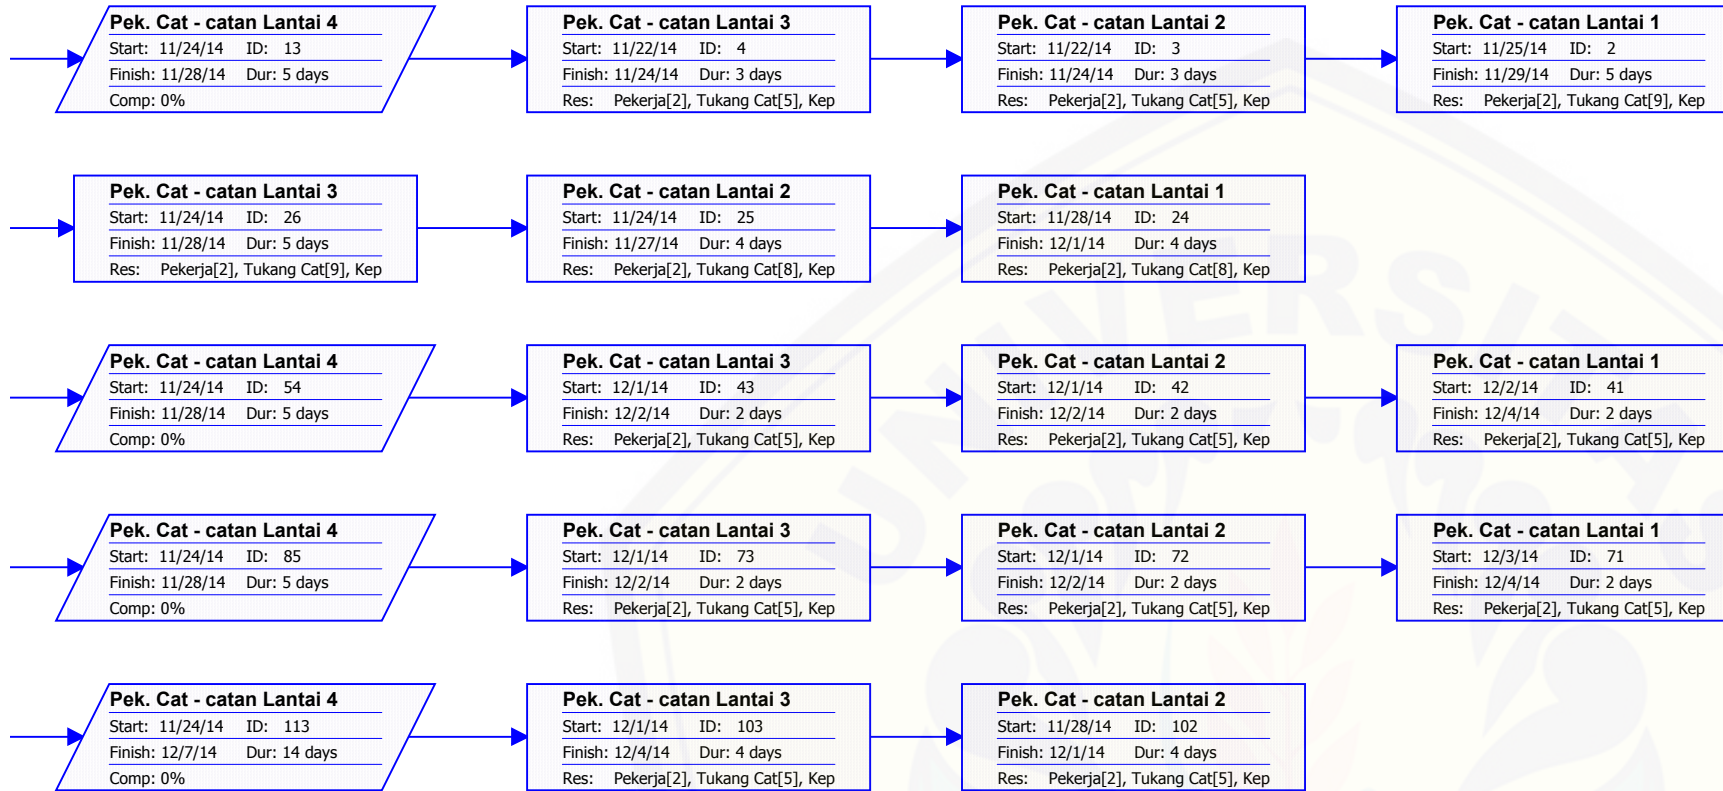 Pek. Cat - catan Lantai 4
Start: 11/24/14 ID: 13
Finish: 11/28/14 Dur: 5 days
Comp: 0%
Pek. Cat - catan Lantai 3
Start: 11/22/14 ID: 4
Finish: 11/24/14 Dur: 3 days
Res: Pekerja[2], Tukang Cat[5], Kep
Pek. Cat - catan Lantai 2
Start: 11/22/14 ID: 3
Finish: 11/24/14 Dur: 3 days
Res: Pekerja[2], Tukang Cat[5], Kep
Pek. Cat - catan Lantai 1
Start: 11/25/14 ID: 2
Finish: 11/29/14 Dur: 5 days
Res: Pekerja[2], Tukang Cat[9], Kep
Pek. Cat - catan Lantai 3
Start: 11/24/14 ID: 26
Finish: 11/28/14 Dur: 5 days
Res: Pekerja[2], Tukang Cat[9], Kep
Pek. Cat - catan Lantai 2
Start: 11/24/14 ID: 25
Finish: 11/27/14 Dur: 4 days
Res: Pekerja[2], Tukang Cat[8], Kep
Pek. Cat - catan Lantai 1
Start: 11/28/14 ID: 24
Finish: 12/1/14 Dur: 4 days
Res: Pekerja[2], Tukang Cat[8], Kep
Pek. Cat - catan Lantai 4
Start: 11/24/14 ID: 54
Finish: 11/28/14 Dur: 5 days
Comp: 0%
Pek. Cat - catan Lantai 3
Start: 12/1/14 ID: 43
Finish: 12/2/14 Dur: 2 days
Res: Pekerja[2], Tukang Cat[5], Kep
Pek. Cat - catan Lantai 2
Start: 12/1/14 ID: 42
Finish: 12/2/14 Dur: 2 days
Res: Pekerja[2], Tukang Cat[5], Kep
Pek. Cat - catan Lantai 1
Start: 12/2/14 ID: 41
Finish: 12/4/14 Dur: 2 days
Res: Pekerja[2], Tukang Cat[5], Kep
Pek. Cat - catan Lantai 4
Start: 11/24/14 ID: 85
Finish: 11/28/14 Dur: 5 days
Comp: 0%
Pek. Cat - catan Lantai 3
Start: 12/1/14 ID: 73
Finish: 12/2/14 Dur: 2 days
Res: Pekerja[2], Tukang Cat[5], Kep
Pek. Cat - catan Lantai 2
Start: 12/1/14 ID: 72
Finish: 12/2/14 Dur: 2 days
Res: Pekerja[2], Tukang Cat[5], Kep
Pek. Cat - catan Lantai 1
Start: 12/3/14 ID: 71
Finish: 12/4/14 Dur: 2 days
Res: Pekerja[2], Tukang Cat[5], Kep
Pek. Cat - catan Lantai 4
Start: 11/24/14 ID: 113
Finish: 12/7/14 Dur: 14 days
Comp: 0%
Pek. Cat - catan Lantai 3
Start: 12/1/14 ID: 103
Finish: 12/4/14 Dur: 4 days
Res: Pekerja[2], Tukang Cat[5], Kep
Pek. Cat - catan Lantai 2
Start: 11/28/14 ID: 102
Finish: 12/1/14 Dur: 4 days
Res: Pekerja[2], Tukang Cat[5], Kep
UNIVERSITAS